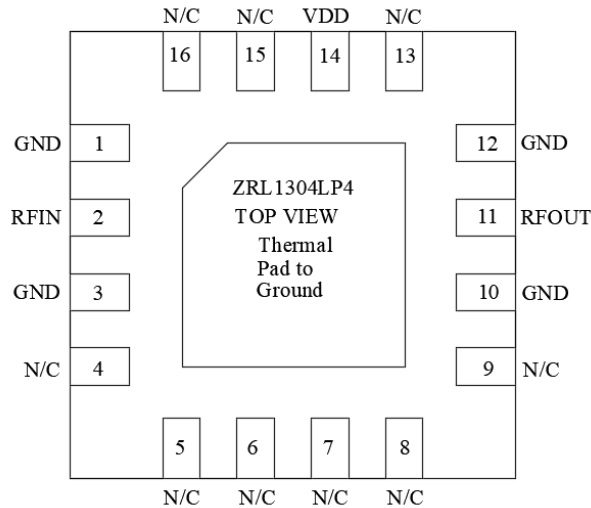 N/C N/C VDD N/C
16 15 14 13
GND 1 12 GND
RFIN 2 11 RFOUT
GND 3 10 GND
N/C 4 9 N/C
ZRL1304LP4
TOP VIEW
Thermal
Pad to
Ground
5 6 7 8
N/C N/C N/C N/C